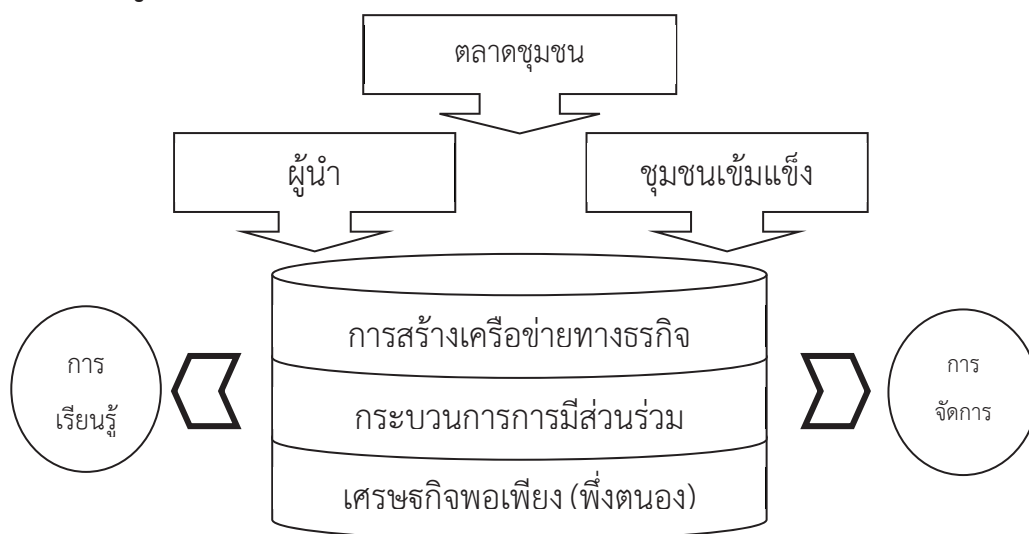 ตลาดชุมชน
ผู้นำ
ชุมชนเข้มแข็ง
การสร้างเครือข่ายทางธรกิจ
การ
เรียนรู้
กระบวนการการมีส่วนร่วม
การ
จัดการ
เศรษฐกิจพอเพียง (พึ่งตนอง)